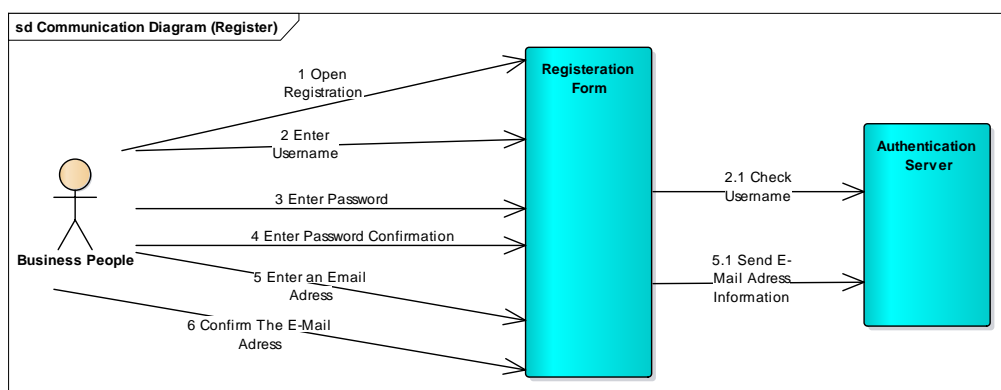 sd Communication Diagram (Register)
1 Open
Registration
2 Enter
Username
3 Enter Password
4 Enter Password Confirmation
5 Enter an Email
Adress
6 Confirm The E-Mail
Adress
Business People
Registeration
Form
2.1 Check
Username
5.1 Send E-
Mail Adress
Information
Authentication
Server